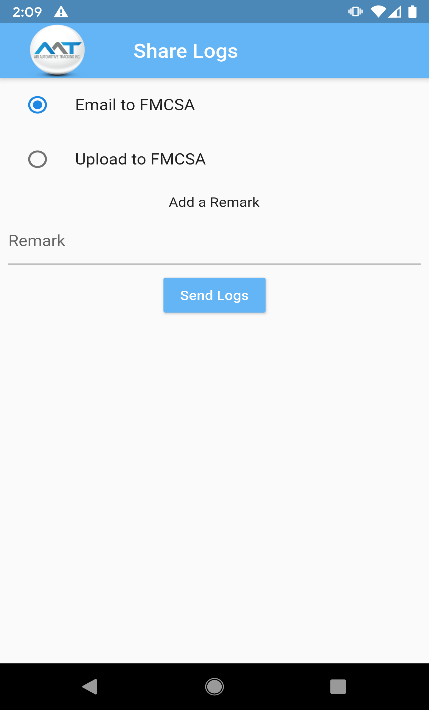 2:09
AMT
Share Logs
Email to FMCSA
Upload to FMCSA
Add a Remark
Remark
Send Logs